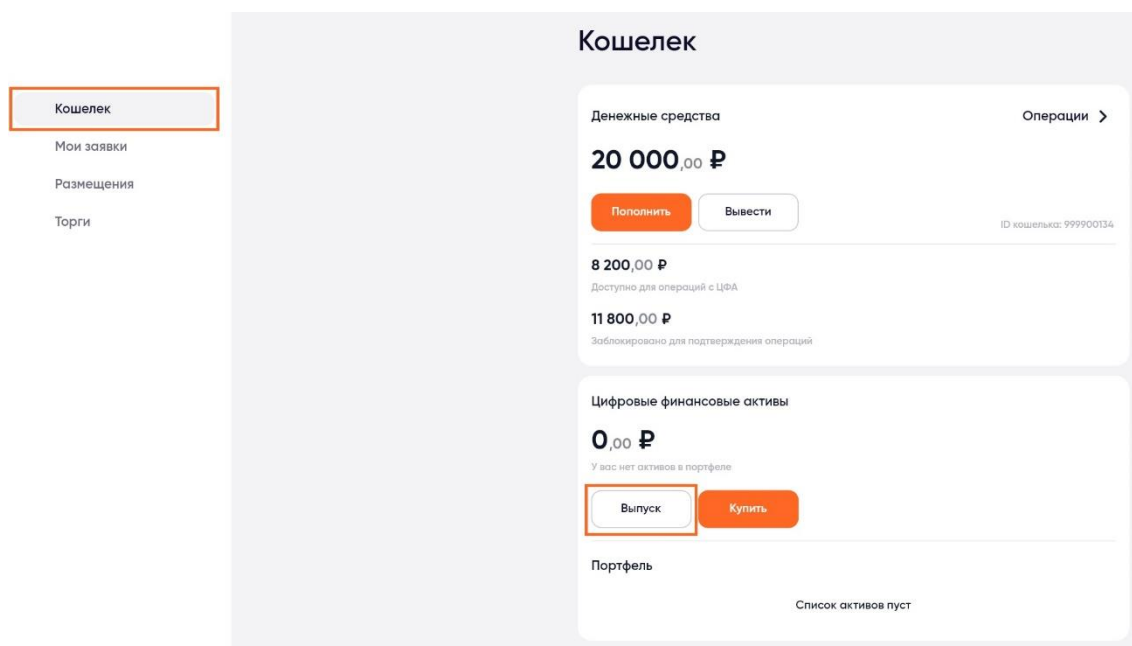 Кошелек
Кошелек
Мои заявки
Размещения
Торги
Денежные средства
Операции
20 000,00 ₽
Пополнить
Вывести
ID кошелька: 999900134
8 200,00 ₽
Доступно для операций с ЦФА
11 800,00 ₽
Заблокировано для подтверждения операций
Цифровые финансовые активы
0,00 ₽
У вас нет активов в портфеле
Выпуск
Купить
Портфель
Список активов пуст